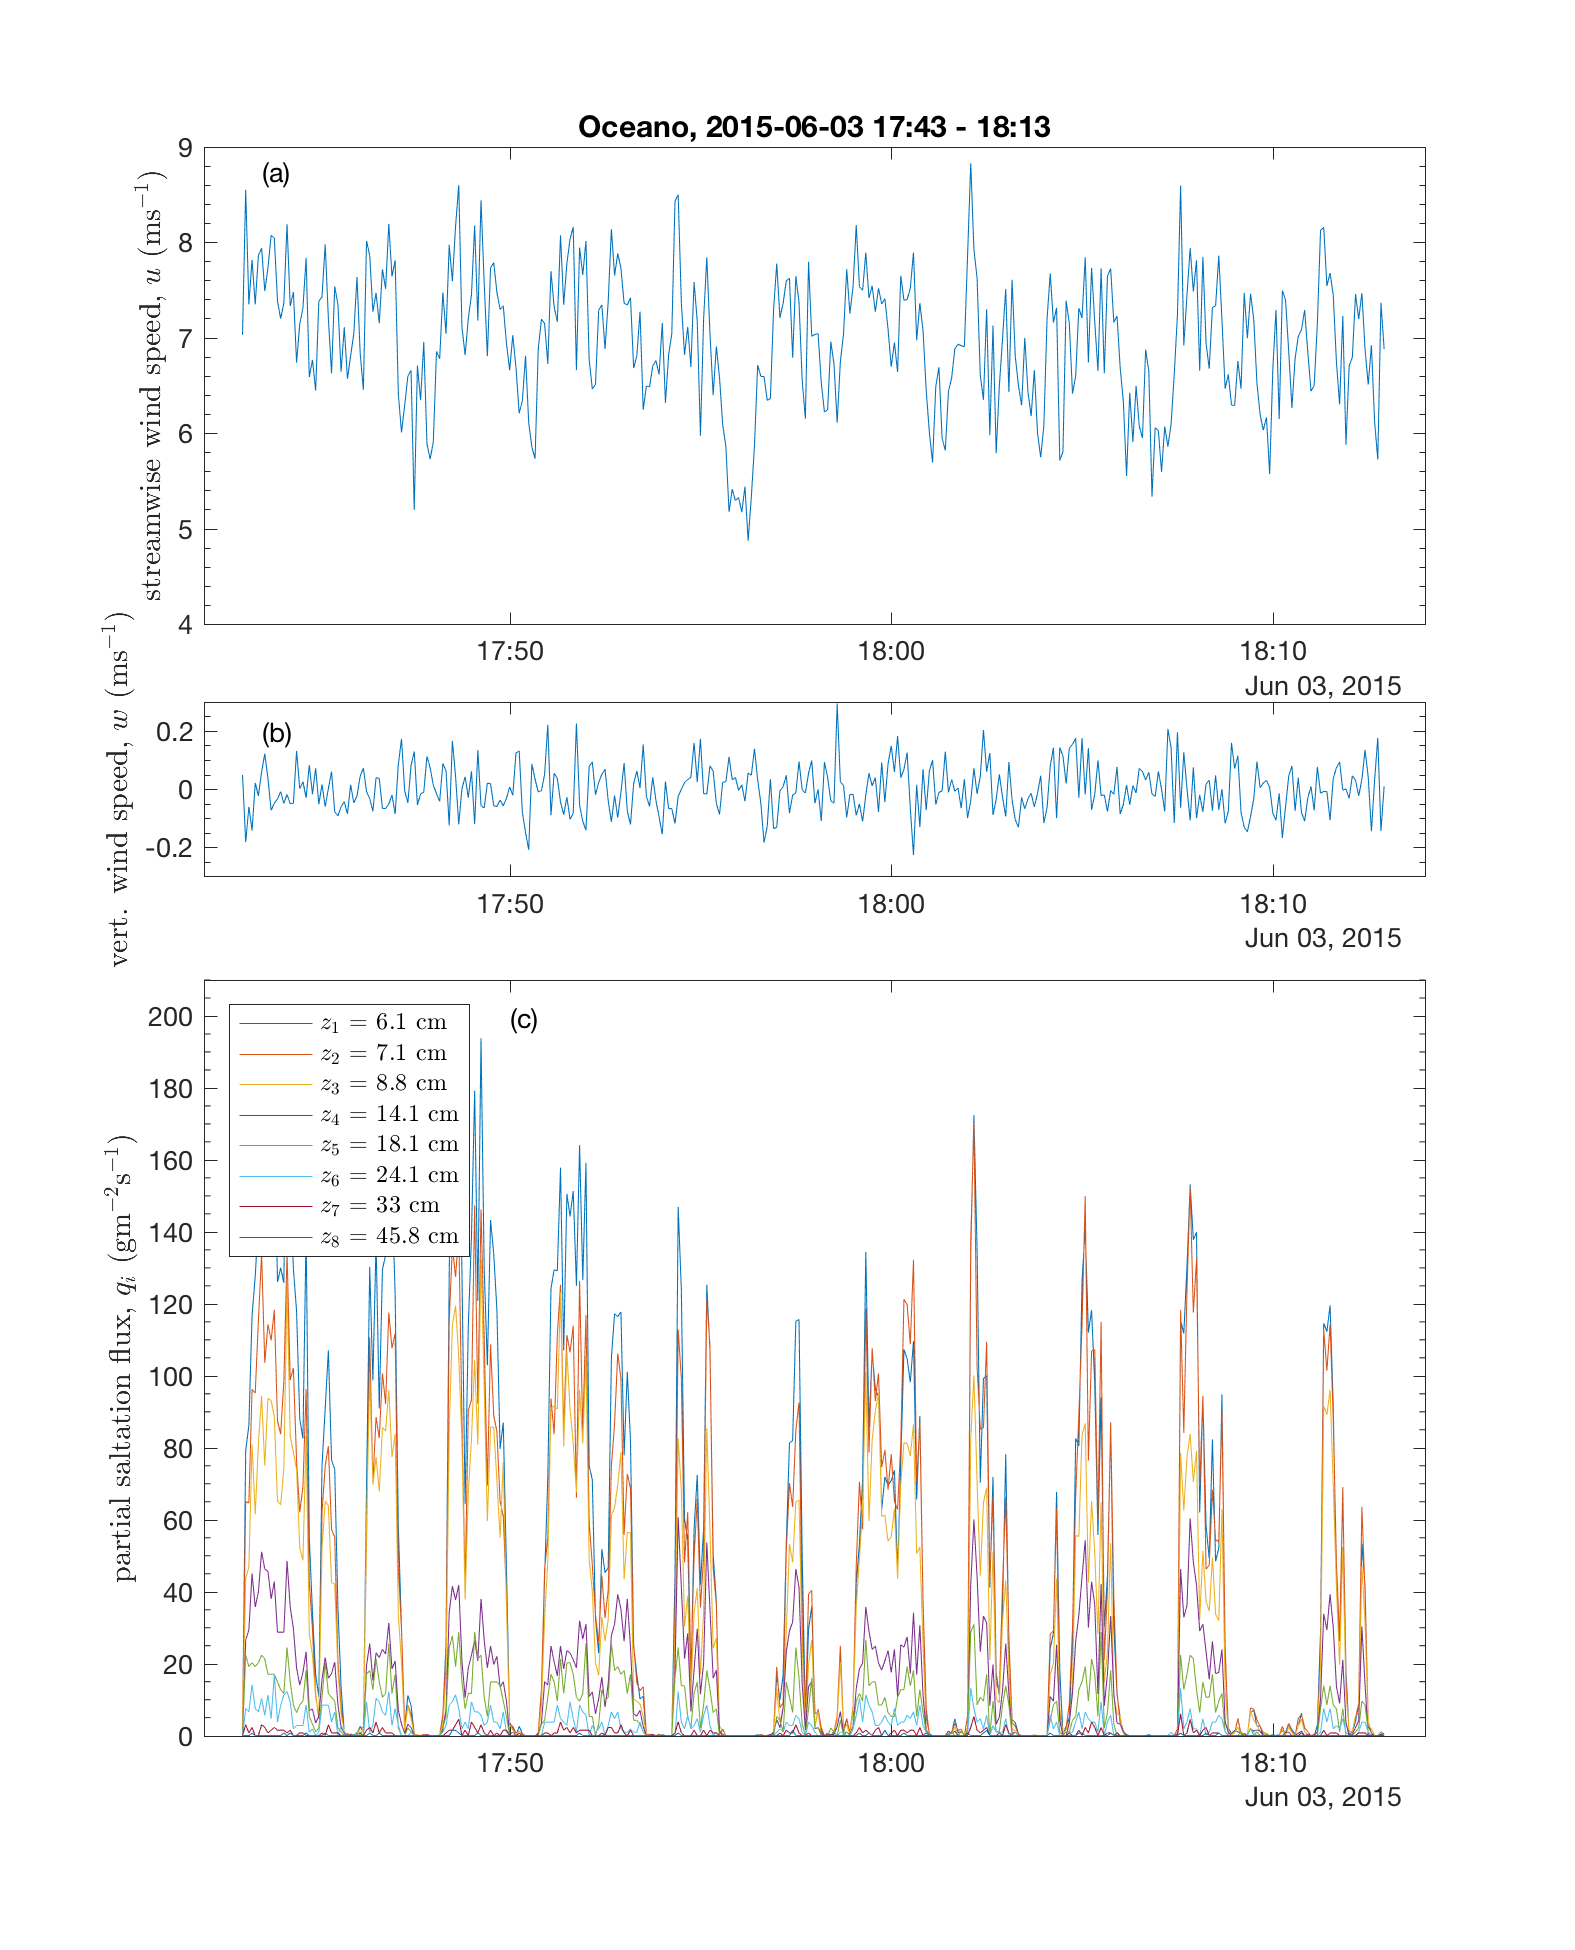 Oceano, 2015-06-03 17:43 - 18:13
(a)
streamwise wind speed, u (ms⁻¹)
9
8
7
6
5
4
17:50 18:00 18:10
Jun 03, 2015
(b)
vert. wind speed, w (ms⁻¹)
0.2
0
-0.2
17:50 18:00 18:10
Jun 03, 2015
(c)
partial saltation flux, qᵢ (gm⁻²s⁻¹)
200
180
160
140
120
100
80
60
40
20
0
z₁ = 6.1 cm
z₂ = 7.1 cm
z₃ = 8.8 cm
z₄ = 14.1 cm
z₅ = 18.1 cm
z₆ = 24.1 cm
z₇ = 33 cm
z₈ = 45.8 cm
17:50 18:00 18:10
Jun 03, 2015